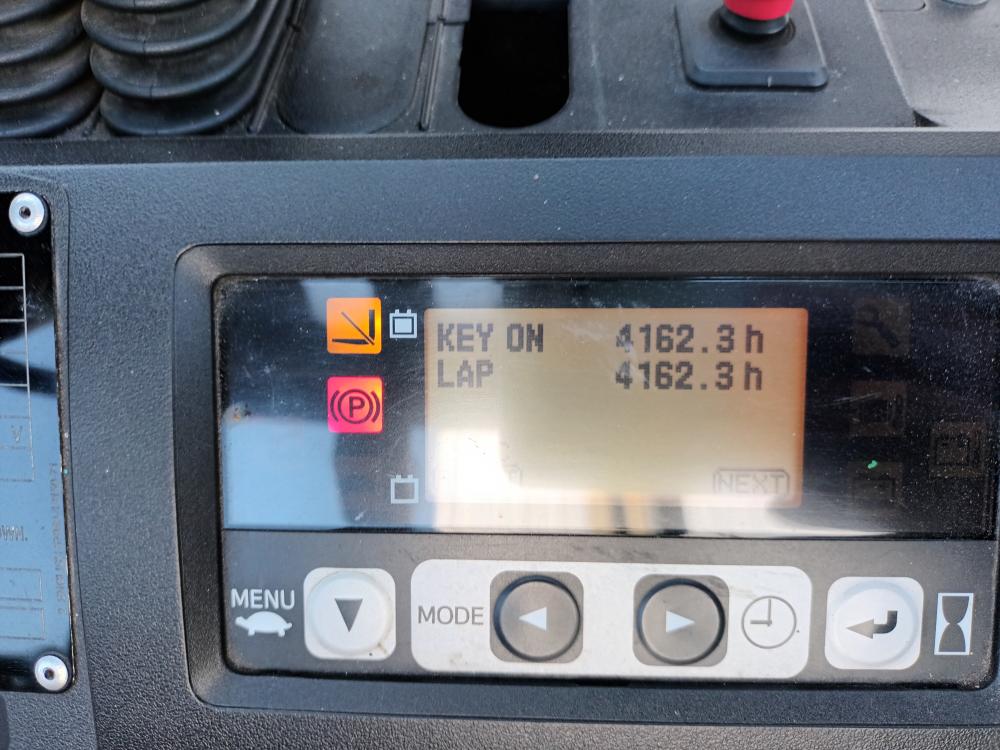 KEY ON 4162.3 h
LAP 4162.3 h
P
NEXT
MENU
MODE